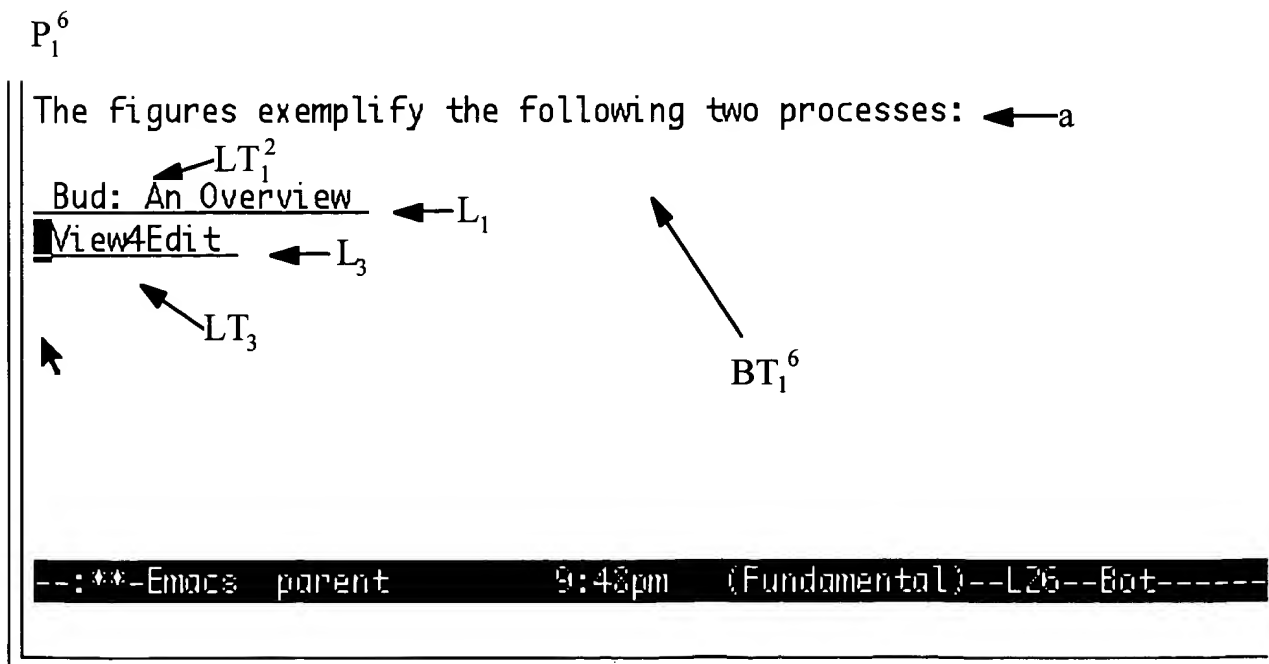 P₁⁶
The figures exemplify the following two processes: a
LT₁²
Bud: An Overview L₁
View4Edit L₃
LT₃
BT₁⁶
--:**-Emacs parent 9:48pm (Fundamental)--L26--Bot------